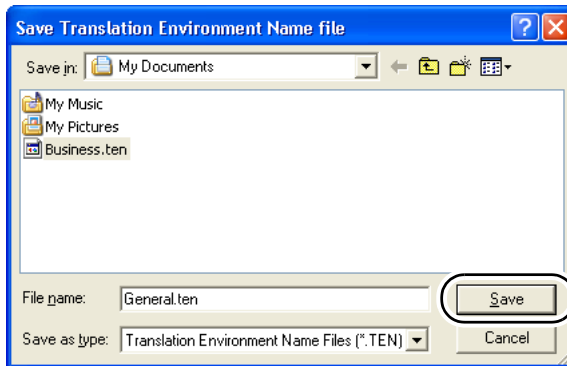 Save Translation Environment Name file
Save in: My Documents
My Music
My Pictures
Business.ten
File name: General.ten Save
Save as type: Translation Environment Name Files (*.TEN) Cancel